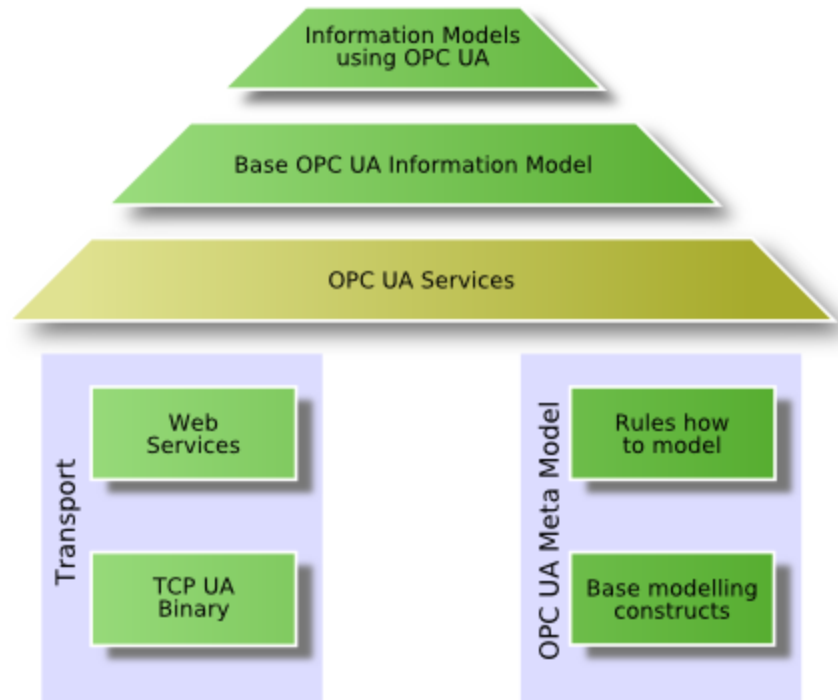 Information Models
using OPC UA
Base OPC UA Information Model
OPC UA Services
Transport
Web
Services
TCP UA
Binary
OPC UA Meta Model
Rules how
to model
Base modelling
constructs